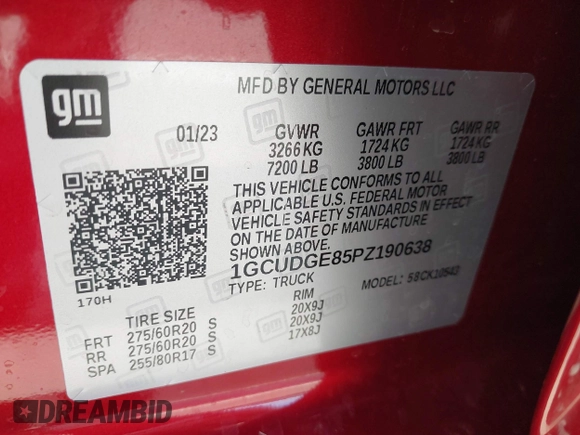 gm
MFD BY GENERAL MOTORS LLC
01/23 GVWR GAWR FRT GAWR RR
3266 KG 1724 KG 1724 KG
7200 LB 3800 LB 3800 LB
THIS VEHICLE CONFORMS TO ALL
APPLICABLE U.S. FEDERAL MOTOR
VEHICLE SAFETY STANDARDS IN EFFECT
ON THE DATE OF MANUFACTURE
SHOWN ABOVE.
1GCUDGE85PZ190638
TYPE: TRUCK MODEL: 58CK10543
170H
TIRE SIZE RIM
FRT 275/60R20 S 20X9J
RR 275/60R20 S 20X9J
SPA 255/80R17 S 17X8J
DREAMBID